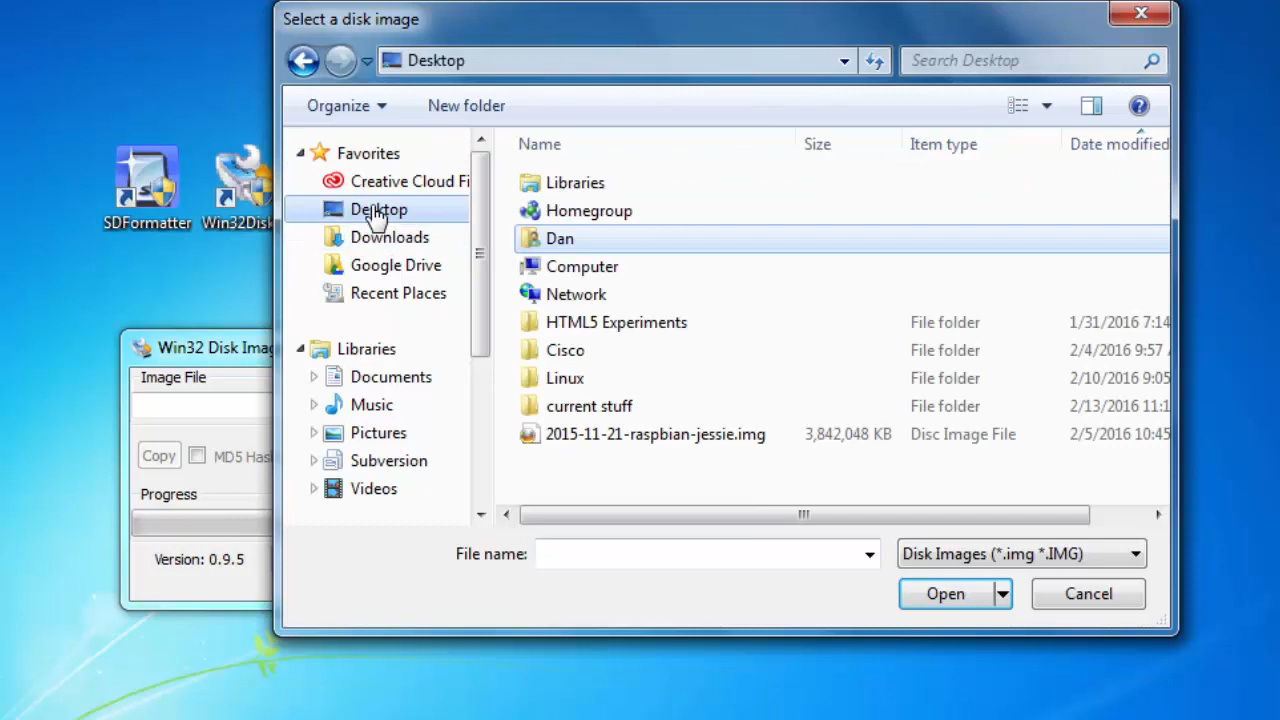 Select a disk image
Desktop
Search Desktop
Organize
New folder
Name
Size
Item type
Date modified
Favorites
Creative Cloud Fi
Desktop
Downloads
Google Drive
Recent Places
Libraries
Documents
Music
Pictures
Subversion
Videos
Libraries
Homegroup
Dan
Computer
Network
HTML5 Experiments File folder 1/31/2016 7:14
Cisco File folder 2/4/2016 9:57
Linux File folder 2/10/2016 9:05
current stuff File folder 2/13/2016 11:1
2015-11-21-raspbian-jessie.img 3,842,048 KB Disc Image File 2/5/2016 10:45
File name:
Disk Images (*.img *.IMG)
Open
Cancel
SDFormatter
Win32Disk
Win32 Disk Imag
Image File
Copy
MD5 Has
Progress
Version: 0.9.5